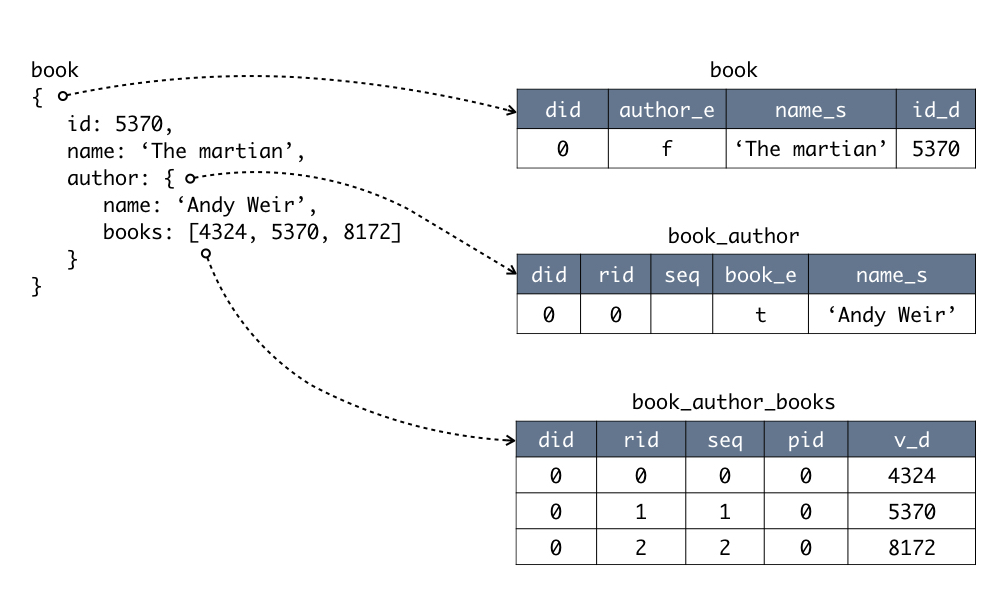 book
{
id: 5370,
name: ‘The martian’,
author: {
name: ‘Andy Weir’,
books: [4324, 5370, 8172]
}
}
book
did author_e name_s id_d
0 f ‘The martian’ 5370
book_author
did rid seq book_e name_s
0 0 t ‘Andy Weir’
book_author_books
did rid seq pid v_d
0 0 0 0 4324
0 1 1 0 5370
0 2 2 0 8172